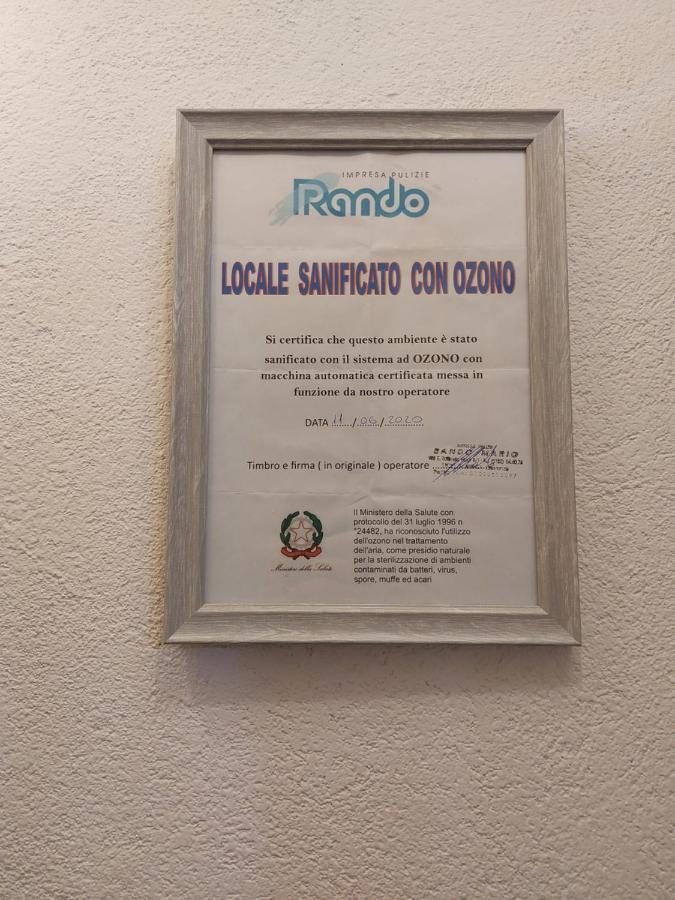 IMPRESA PULIZIE
Rando
LOCALE SANIFICATO CON OZONO
Si certifica che questo ambiente è stato
sanificato con il sistema ad OZONO con
macchina automatica certificata messa in
funzione da nostro operatore
DATA 11 / 06 / 2020
RANDO MARIO
Timbro e firma ( in originale ) operatore
Il Ministero della Salute con
protocollo del 31 luglio 1996 n
°24482, ha riconosciuto l'utilizzo
dell'ozono nel trattamento
dell'aria, come presidio naturale
per la sterilizzazione di ambienti
contaminati da batteri, virus,
spore, muffe ed acari
Ministero della Salute